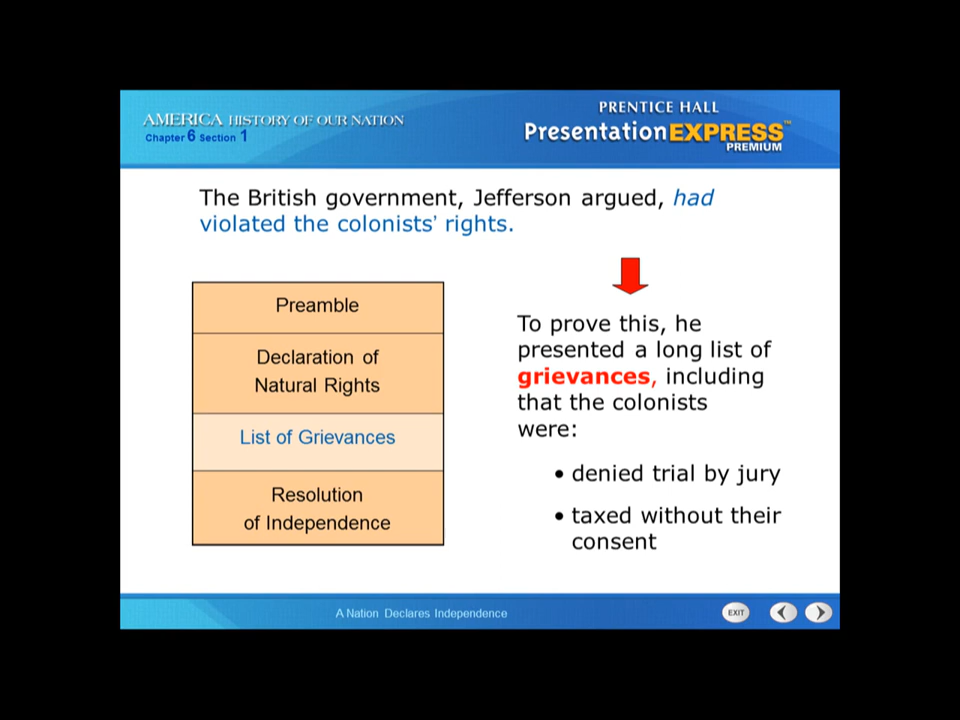 AMERICA HISTORY OF OUR NATION
Chapter 6 Section 1
PRENTICE HALL
PresentationEXPRESS™
PREMIUM
The British government, Jefferson argued, had
violated the colonists’ rights.
Preamble
Declaration of
Natural Rights
List of Grievances
Resolution
of Independence
To prove this, he
presented a long list of
grievances, including
that the colonists
were:
• denied trial by jury
• taxed without their
consent
A Nation Declares Independence
EXIT